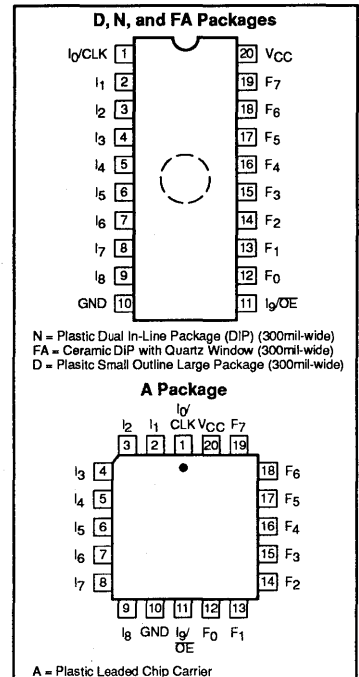 D, N, and FA Packages
I0/CLK 1 20 VCC
I1 2 19 F7
I2 3 18 F6
I3 4 17 F5
I4 5 16 F4
I5 6 15 F3
I6 7 14 F2
I7 8 13 F1
I8 9 12 F0
GND 10 11 I9/OE
N = Plastic Dual In-Line Package (DIP) (300mil-wide)
FA = Ceramic DIP with Quartz Window (300mil-wide)
D = Plasitc Small Outline Large Package (300mil-wide)
A Package
I0/
I2 I1 CLK VCC F7
3 2 1 20 19
I3 4 18 F6
I4 5 17 F5
I5 6 16 F4
I6 7 15 F3
I7 8 14 F2
9 10 11 12 13
I8 GND I9/ F0 F1
OE
A = Plastic Leaded Chip Carrier